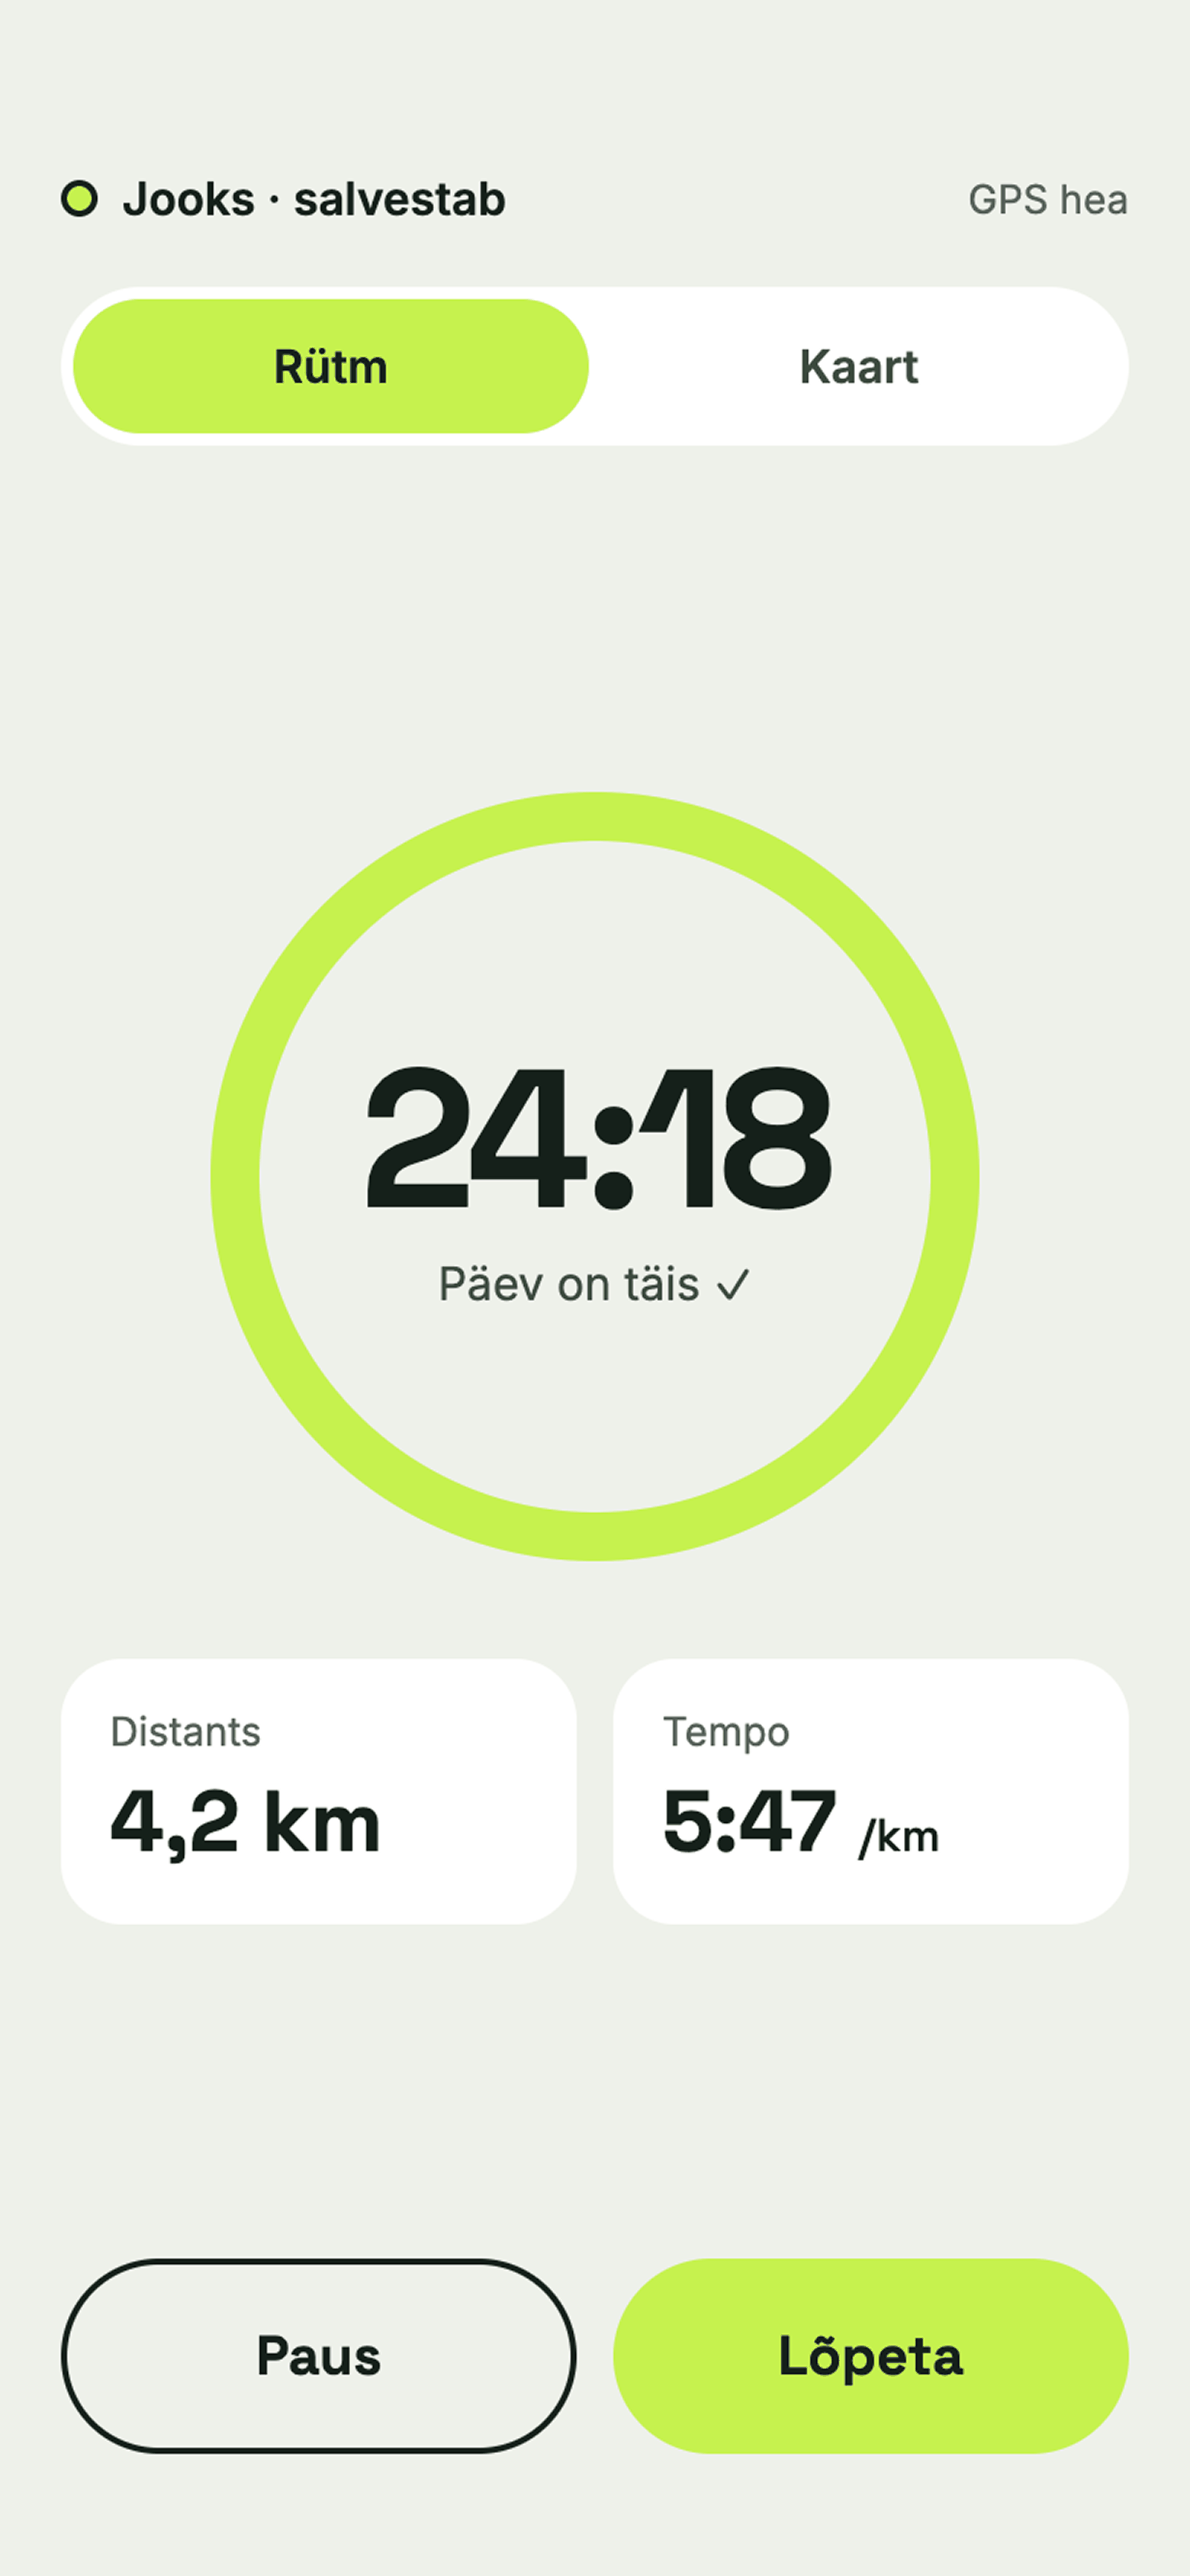 Jooks · salvestab
GPS hea
Rütm
Kaart
24:18
Päev on täis ✓
Distants
4,2 km
Tempo
5:47 /km
Paus
Lõpeta